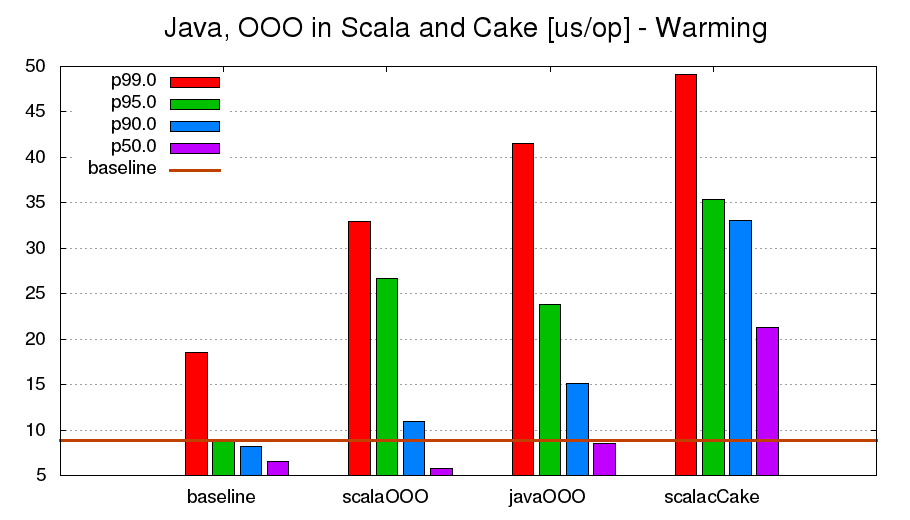 Java, OOO in Scala and Cake [us/op] - Warming
50
45
40
35
30
25
20
15
10
5
p99.0
p95.0
p90.0
p50.0
baseline
baseline
scalaOOO
javaOOO
scalacCake